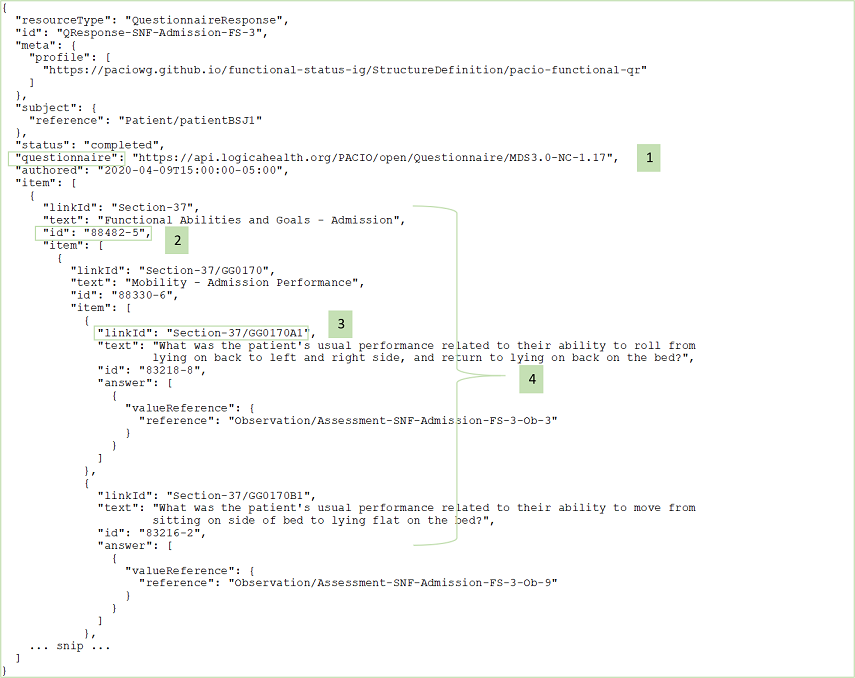 {
  "resourceType": "QuestionnaireResponse",
  "id": "QResponse-SNF-Admission-FS-3",
  "meta": {
    "profile": [
      "https://paciowg.github.io/functional-status-ig/StructureDefinition/pacio-functional-qr"
    ]
  },
  "subject": {
    "reference": "Patient/patientBSJ1"
  },
  "status": "completed",
  "questionnaire": "https://api.logicahealth.org/PACIO/open/Questionnaire/MDS3.0-NC-1.17", 1
  "authored": "2020-04-09T15:00:00-05:00",
  "item": [
    {
      "linkId": "Section-37",
      "text": "Functional Abilities and Goals - Admission",
      "id": "88482-5", 2
      "item": [
        {
          "linkId": "Section-37/GG0170",
          "text": "Mobility - Admission Performance",
          "id": "88330-6",
          "item": [
            {
              "linkId": "Section-37/GG0170A1", 3
              "text": "What was the patient's usual performance related to their ability to roll from
                      lying on back to left and right side, and return to lying on back on the bed?",
              "id": "83218-8", 4
              "answer": [
                {
                  "valueReference": {
                    "reference": "Observation/Assessment-SNF-Admission-FS-3-Ob-3"
                  }
                }
              ]
            },
            {
              "linkId": "Section-37/GG0170B1",
              "text": "What was the patient's usual performance related to their ability to move from
                      sitting on side of bed to lying flat on the bed?",
              "id": "83216-2",
              "answer": [
                {
                  "valueReference": {
                    "reference": "Observation/Assessment-SNF-Admission-FS-3-Ob-9"
                  }
                }
              ]
            },
    ... snip ...
  ]
}